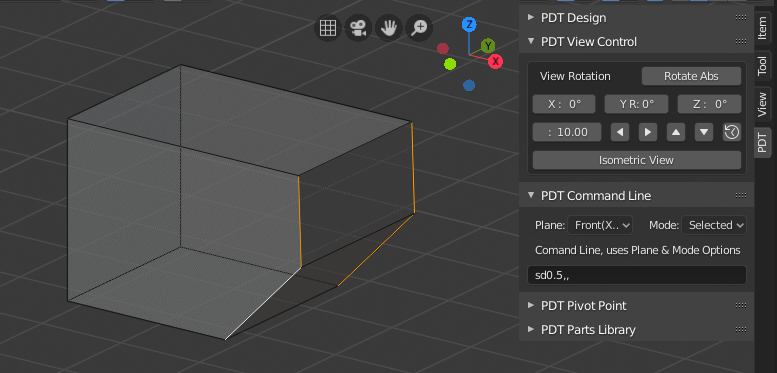 PDT Design
PDT View Control
View Rotation Rotate Abs
X : 0° Y R: 0° Z : 0°
: 10.00
Isometric View
PDT Command Line
Plane: Front(X.. Mode: Selected
Comand Line, uses Plane & Mode Options
sd0.5,,
PDT Pivot Point
PDT Parts Library
Item
Tool
View
PDT
Z
Y
X